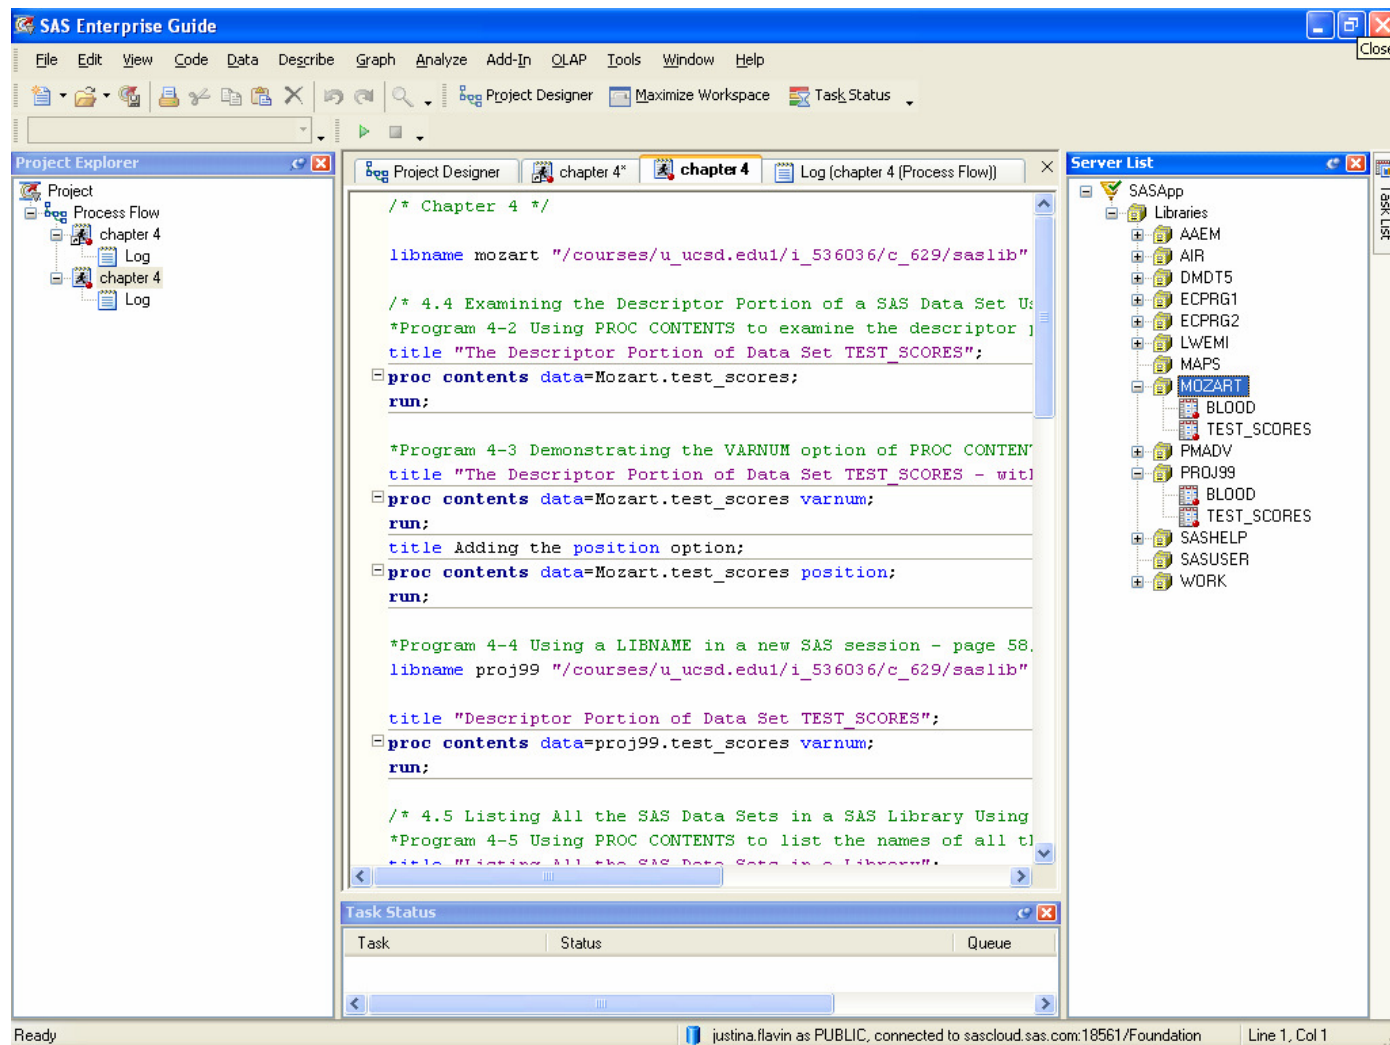 SAS Enterprise Guide
Close
File Edit View Code Data Describe Graph Analyze Add-In OLAP Tools Window Help
Project Designer Maximize Workspace Task Status
Project Explorer
Project
Process Flow
chapter 4
Log
chapter 4
Log
Project Designer chapter 4* chapter 4 Log (chapter 4 (Process Flow))
/* Chapter 4 */
libname mozart "/courses/u_ucsd.edu1/i_536036/c_629/saslib"
/* 4.4 Examining the Descriptor Portion of a SAS Data Set
*Program 4-2 Using PROC CONTENTS to examine the descriptor
title "The Descriptor Portion of Data Set TEST_SCORES";
proc contents data=Mozart.test_scores;
run;
*Program 4-3 Demonstrating the VARNUM option of PROC CONTEN
title "The Descriptor Portion of Data Set TEST_SCORES - wit
proc contents data=Mozart.test_scores varnum;
run;
title Adding the position option;
proc contents data=Mozart.test_scores position;
run;
*Program 4-4 Using a LIBNAME in a new SAS session - page 58.
libname proj99 "/courses/u_ucsd.edu1/i_536036/c_629/saslib"
title "Descriptor Portion of Data Set TEST_SCORES";
proc contents data=proj99.test_scores varnum;
run;
/* 4.5 Listing All the SAS Data Sets in a SAS Library Using
*Program 4-5 Using PROC CONTENTS to list the names of all
title "Listing All the SAS Data Sets in a Library";
Task Status
Task Status Queue
Server List
SASApp
Libraries
AAEM
AIR
DMDT5
ECPRG1
ECPRG2
LWEMI
MAPS
MOZART
BLOOD
TEST_SCORES
PMADV
PROJ99
BLOOD
TEST_SCORES
SASHELP
SASUSER
WORK
Task List
Ready
justina.flavin as PUBLIC, connected to sascloud.sas.com:18561/Foundation
Line 1, Col 1